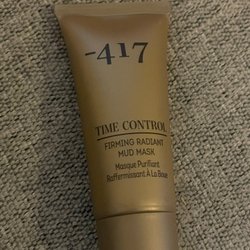 -417
TIME CONTROL
FIRMING RADIANT
MUD MASK
Masque Purifiant
Raffermissant À La Boue